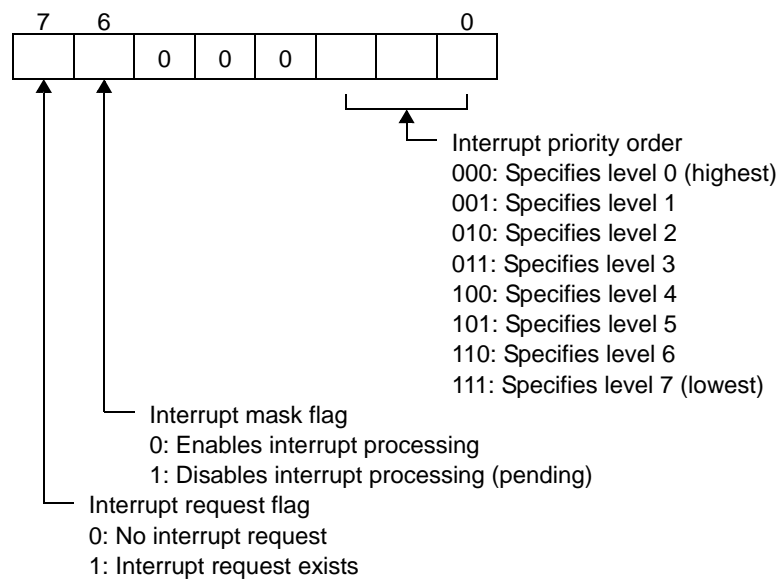 7 6 0
0 0 0
Interrupt priority order
000: Specifies level 0 (highest)
001: Specifies level 1
010: Specifies level 2
011: Specifies level 3
100: Specifies level 4
101: Specifies level 5
110: Specifies level 6
111: Specifies level 7 (lowest)
Interrupt mask flag
0: Enables interrupt processing
1: Disables interrupt processing (pending)
Interrupt request flag
0: No interrupt request
1: Interrupt request exists